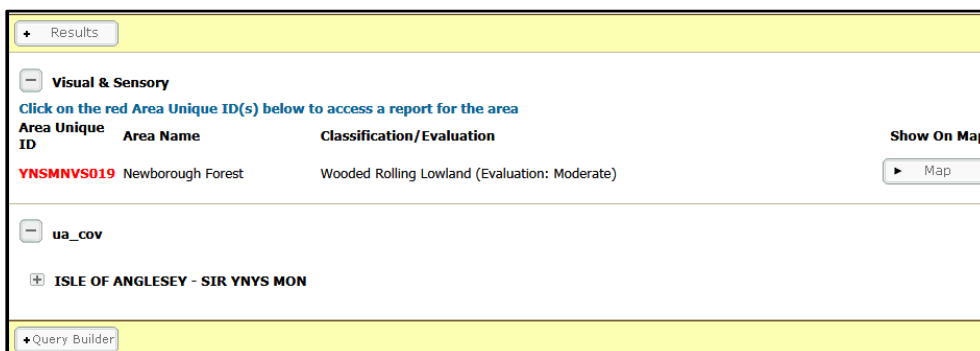 + Results
− Visual & Sensory
Click on the red Area Unique ID(s) below to access a report for the area
Area Unique ID Area Name Classification/Evaluation Show On Map
YNSMNVS019 Newborough Forest Wooded Rolling Lowland (Evaluation: Moderate) ► Map
− ua_cov
+ ISLE OF ANGLESEY - SIR YNYS MON
+Query Builder